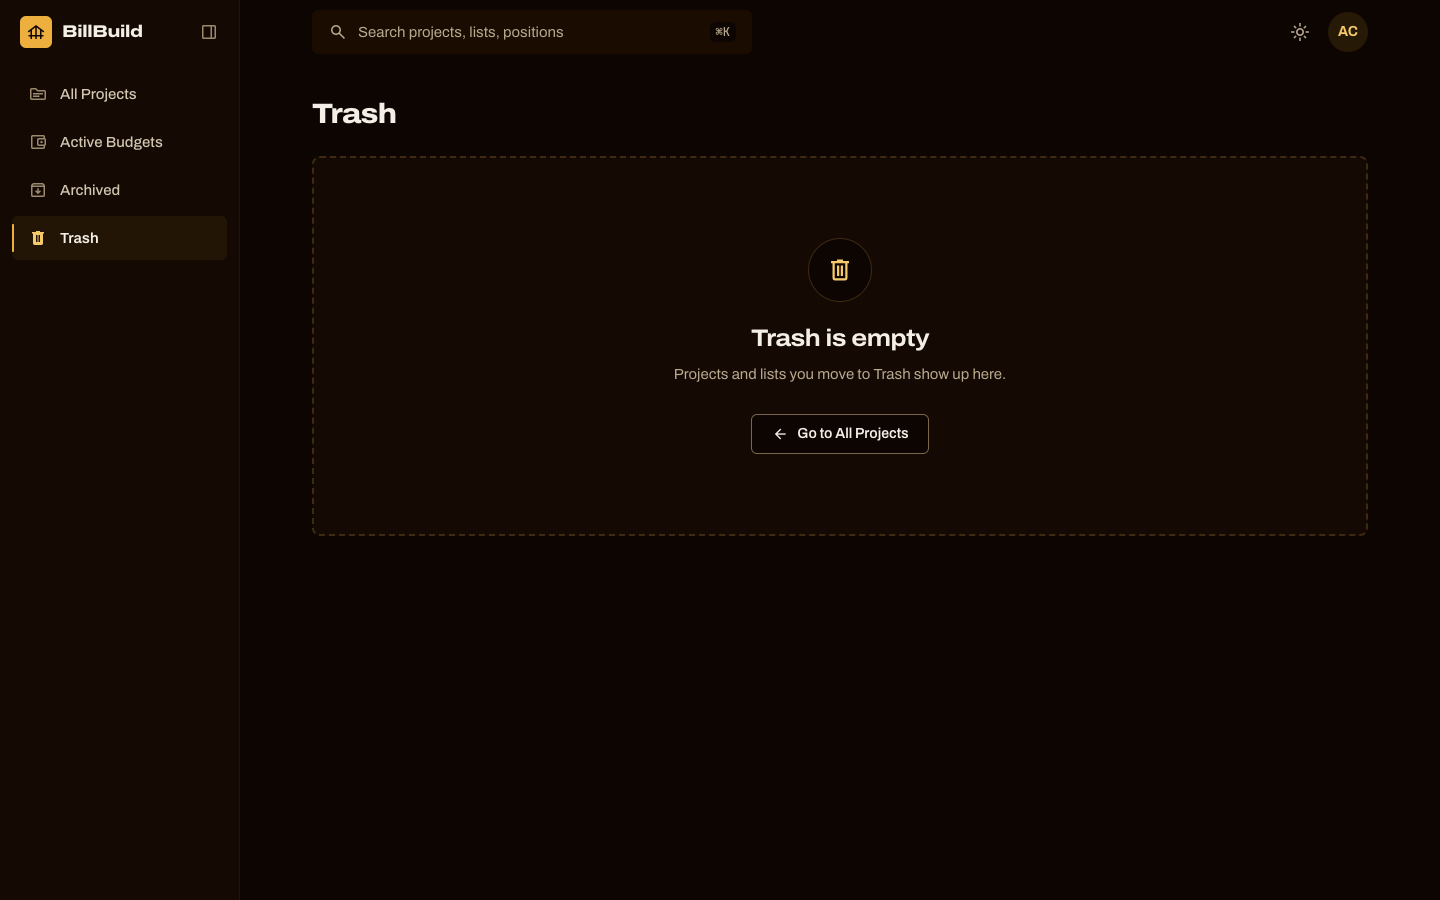 BillBuild
Search projects, lists, positions
⌘K
AC
All Projects
Active Budgets
Archived
Trash
Trash
Trash is empty
Projects and lists you move to Trash show up here.
Go to All Projects